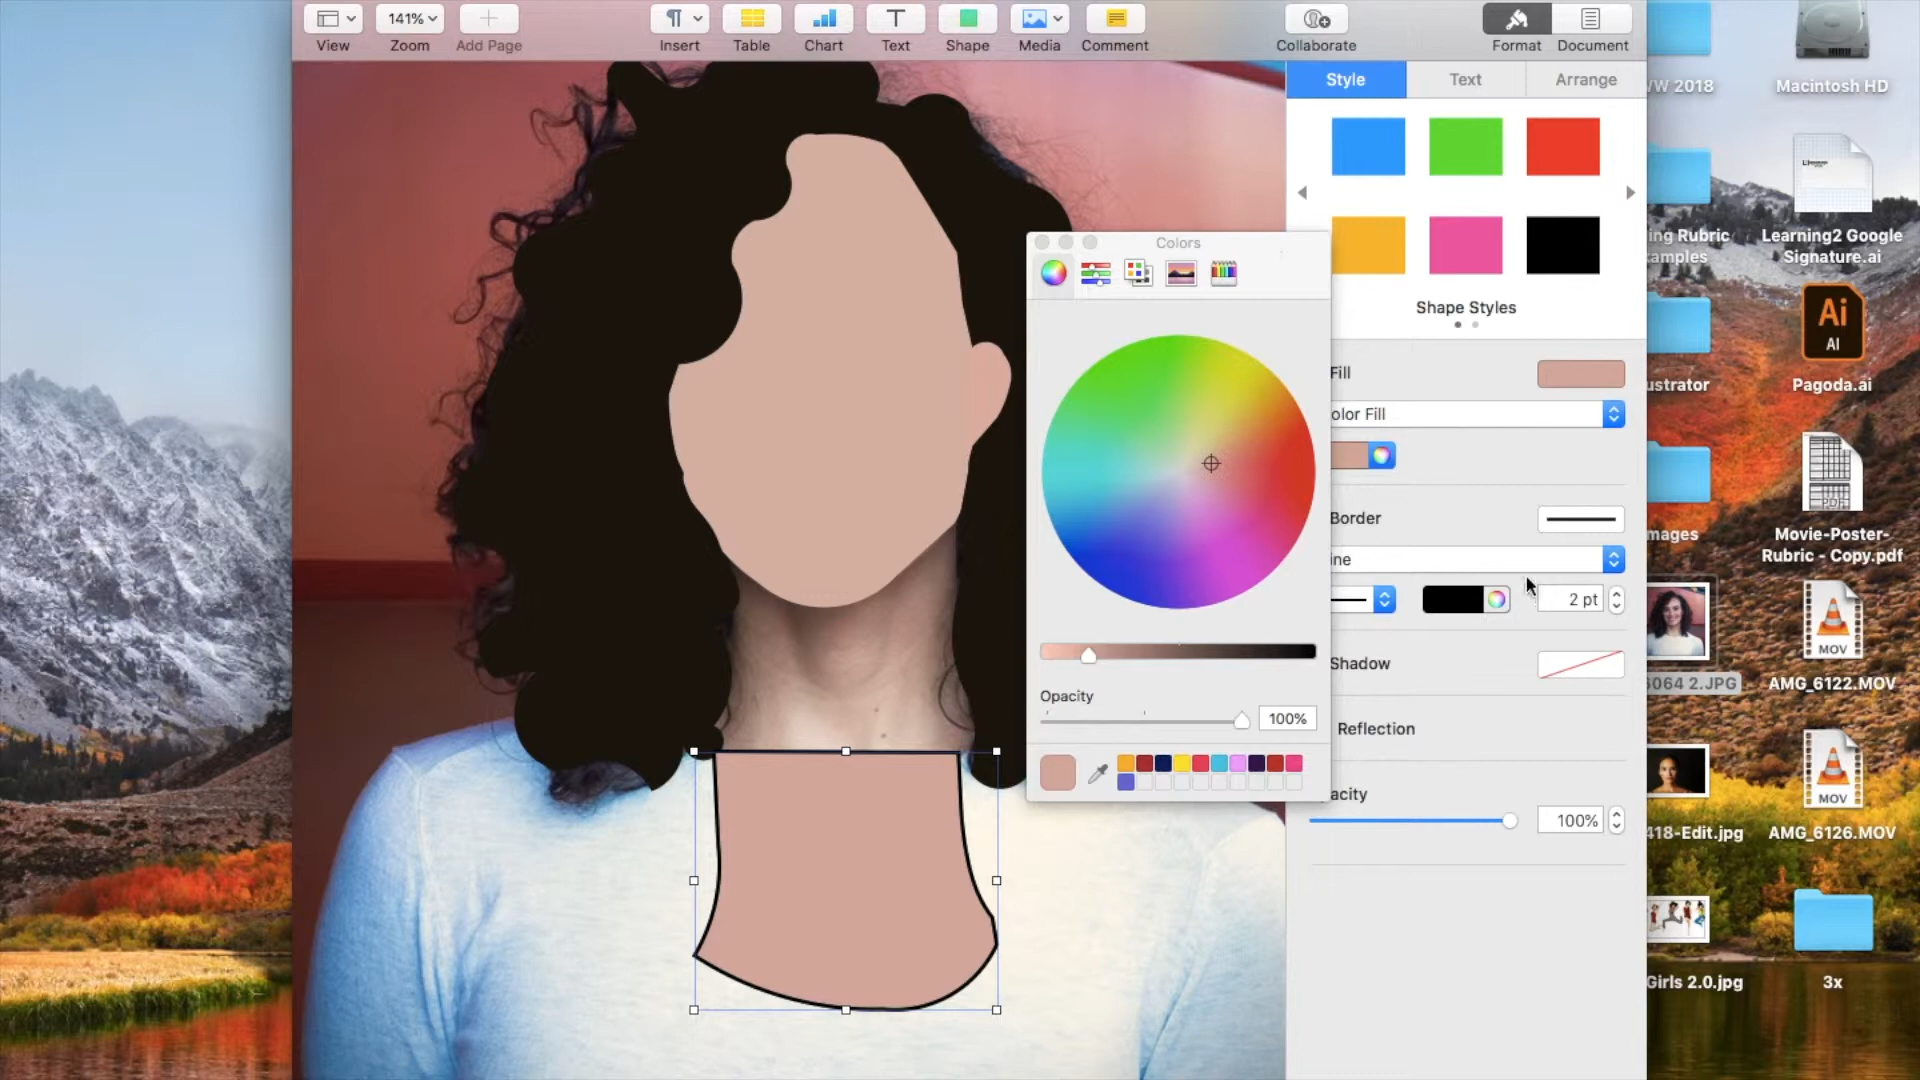 141%
View
Zoom
Add Page
Insert
Table
Chart
Text
Shape
Media
Comment
Collaborate
Format
Document
Style
Text
Arrange
Shape Styles
Colors
Fill
olor Fill
Border
ine
2 pt
Shadow
Reflection
Opacity
100%
acity
100%
W 2018
Macintosh HD
ing Rubric
amples
Learning2 Google
Signature.ai
Ai
AI
ustrator
Pagoda.ai
PDF
mages
Movie-Poster-
Rubric - Copy.pdf
MOV
6064 2.JPG
AMG_6122.MOV
MOV
418-Edit.jpg
AMG_6126.MOV
Girls 2.0.jpg
3x